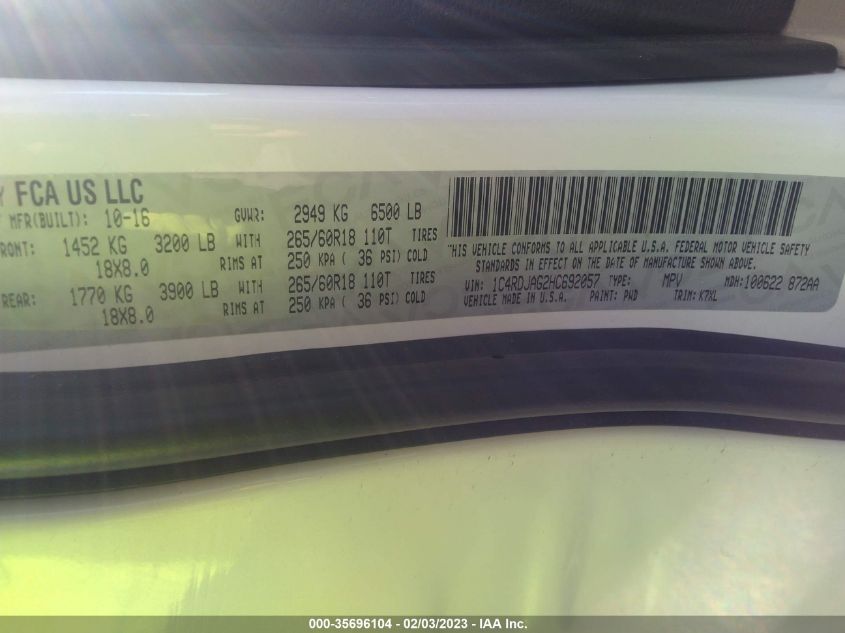 Y FCA US LLC
MFR(BUILT): 10-16 GVWR: 2949 KG 6500 LB
FRONT: 1452 KG 3200 LB WITH 265/60R18 110T TIRES
18X8.0 RIMS AT 250 KPA ( 36 PSI) COLD
REAR: 1770 KG 3900 LB WITH 265/60R18 110T TIRES
18X8.0 RIMS AT 250 KPA ( 36 PSI) COLD
THIS VEHICLE CONFORMS TO ALL APPLICABLE U.S.A. FEDERAL MOTOR VEHICLE SAFETY
STANDARDS IN EFFECT ON THE DATE OF MANUFACTURE SHOWN ABOVE.
VIN: 1C4RDJAG2HC692057 TYPE: MPV MDH:100622 872AA
VEHICLE MADE IN U.S.A. PAINT: PWD TRIM: K7XL
000-35696104 - 02/03/2023 - IAA Inc.